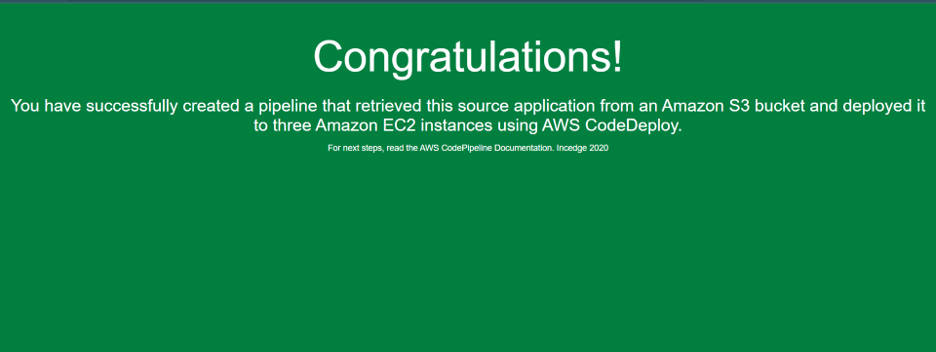 Congratulations!
You have successfully created a pipeline that retrieved this source application from an Amazon S3 bucket and deployed it
to three Amazon EC2 instances using AWS CodeDeploy.
For next steps, read the AWS CodePipeline Documentation. Incedge 2020